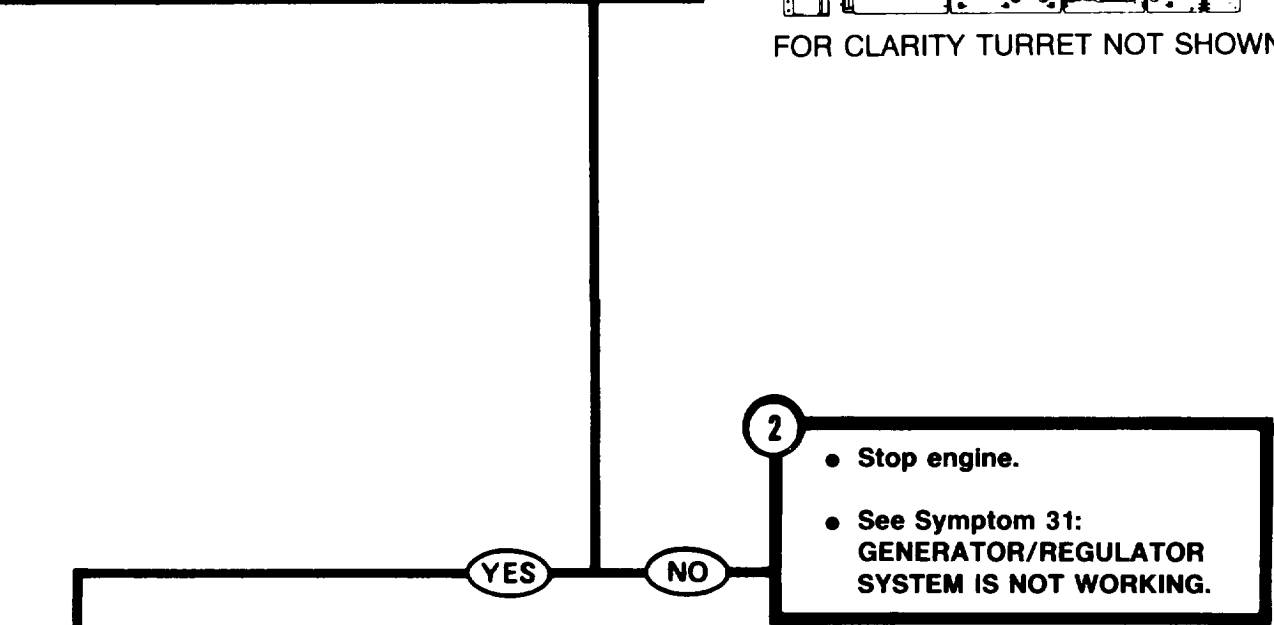 FOR CLARITY TURRET NOT SHOWN
2
● Stop engine.
● See Symptom 31:
GENERATOR/REGULATOR
SYSTEM IS NOT WORKING.
YES
NO